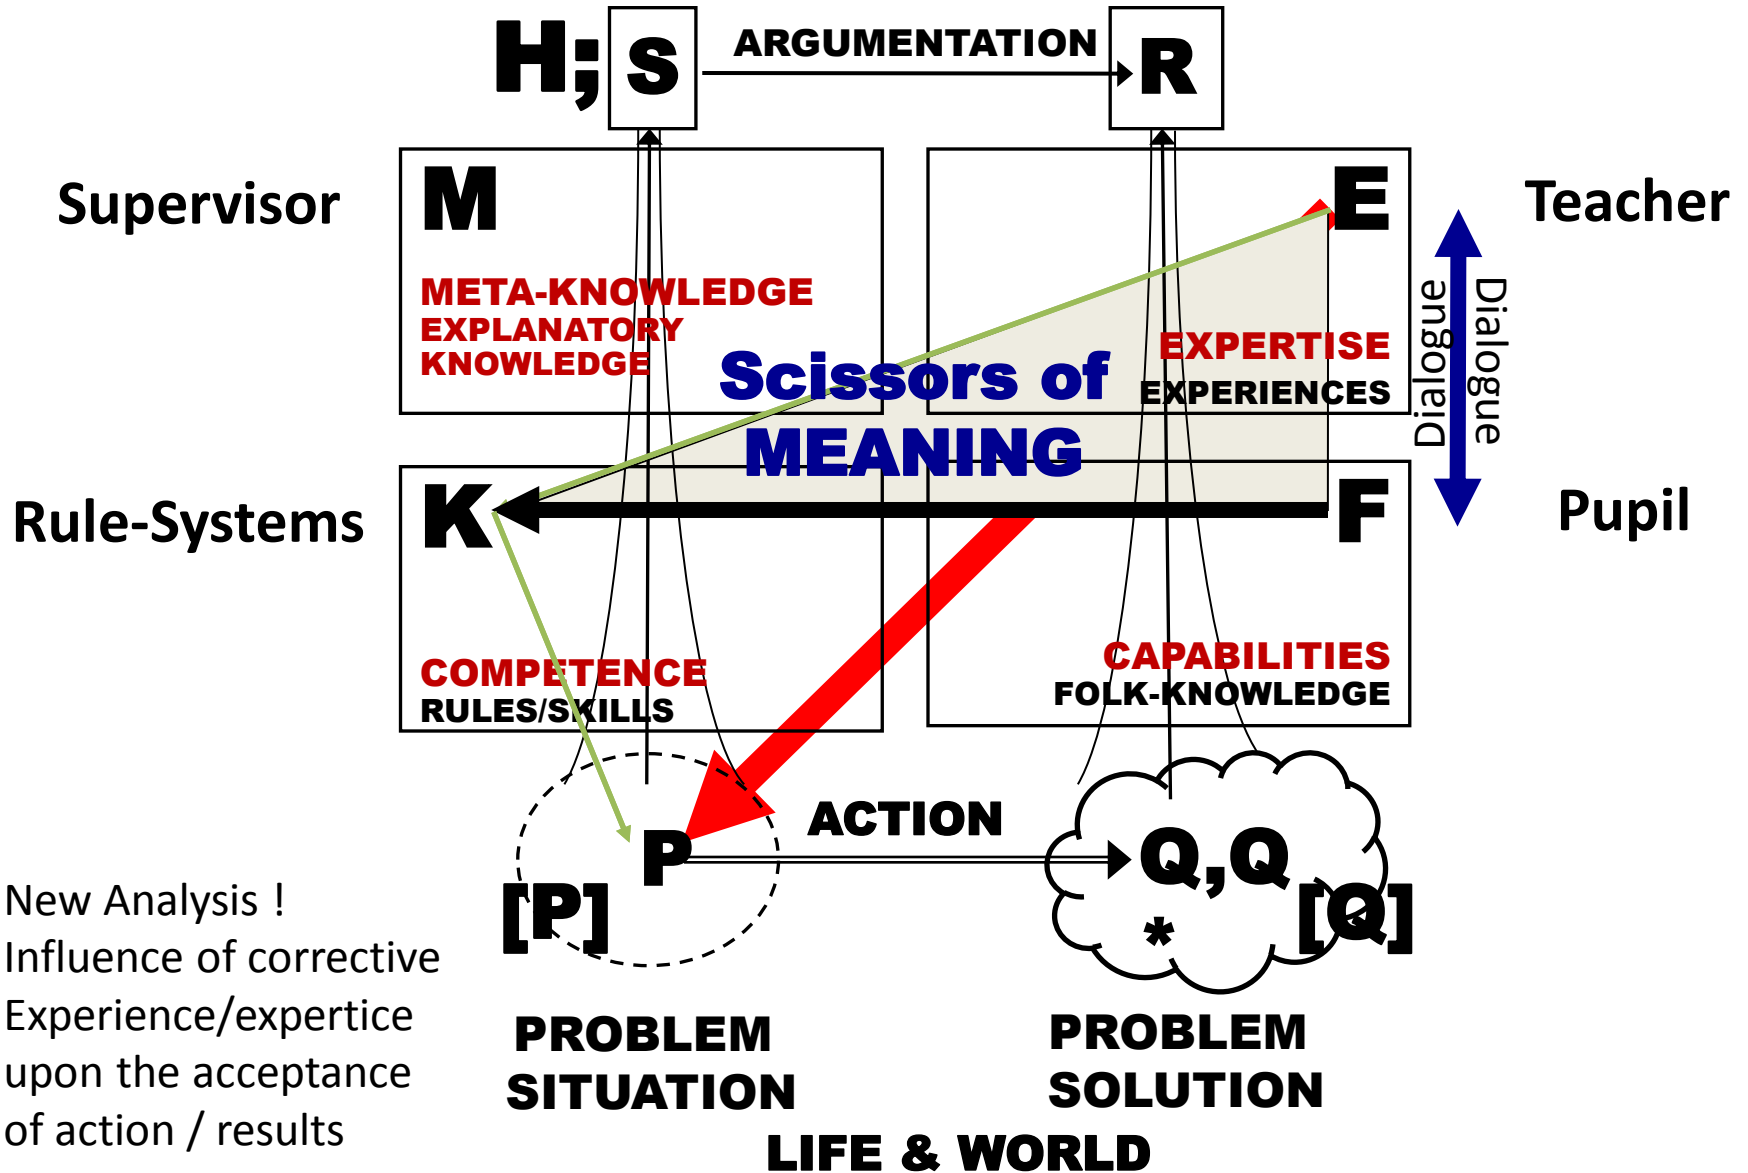 H; S ARGUMENTATION R
Supervisor
M
META-KNOWLEDGE
EXPLANATORY
KNOWLEDGE
E
EXPERTISE
EXPERIENCES
Teacher
Dialogue
Dialogue
Scissors of
MEANING
Rule-Systems
K
COMPETENCE
RULES/SKILLS
F
CAPABILITIES
FOLK-KNOWLEDGE
Pupil
P
[P]
ACTION
Q,Q
*
[Q]
New Analysis !
Influence of corrective
Experience/expertice
upon the acceptance
of action / results
PROBLEM
SITUATION
PROBLEM
SOLUTION
LIFE & WORLD